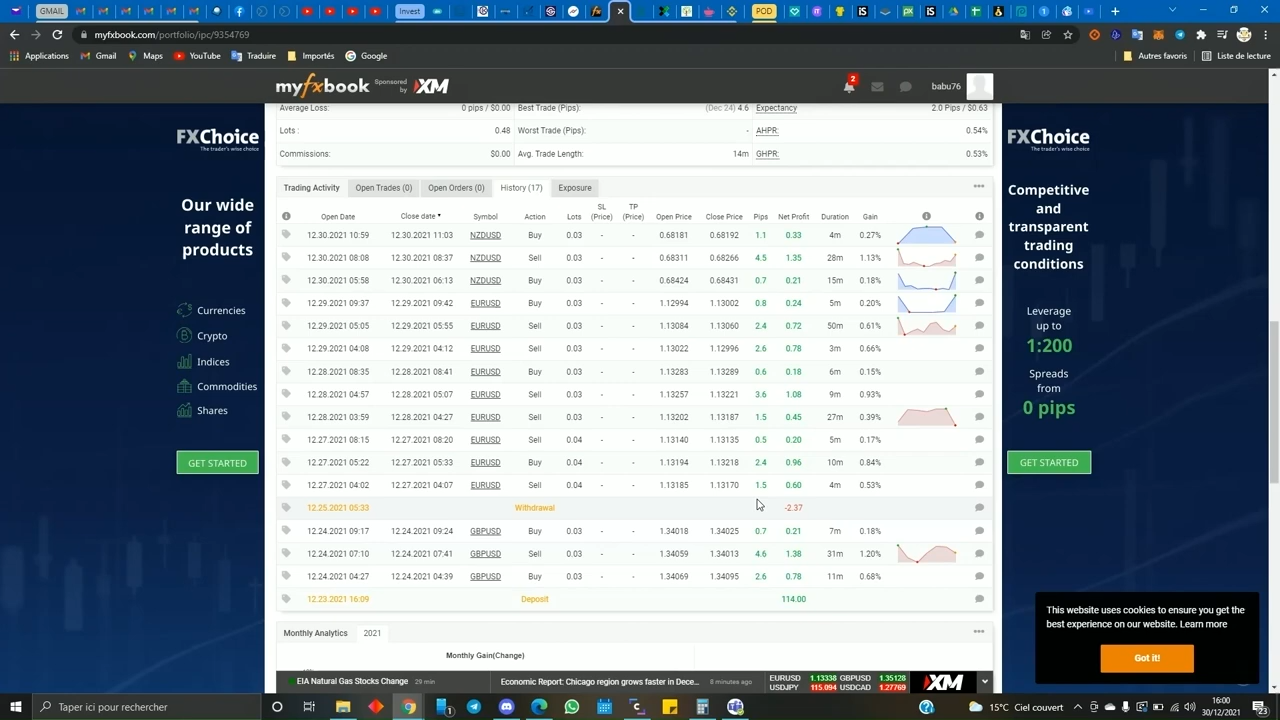 GMAIL
Invest
POD
IS
IS
myfxbook.com/portfolio/ipc/9354769
Applications Gmail Maps YouTube Traduire Importés Google Autres favoris Liste de lecture
myfxbook Sponsored by XM 2 babu76
Average Loss: 0 pips / $0.00 Best Trade (Pips): (Dec 24) 4.6 Expectancy 2.0 Pips / $0.63
Lots : 0.48 Worst Trade (Pips): - AHPR: 0.54%
Commissions: $0.00 Avg. Trade Length: 14m GHPR: 0.53%
FXChoice
The trader's wise choice
Our wide
range of
products
Currencies
Crypto
Indices
Commodities
Shares
GET STARTED
Trading Activity Open Trades (0) Open Orders (0) History (17) Exposure
Open Date Close date Symbol Action Lots SL (Price) TP (Price) Open Price Close Price Pips Net Profit Duration Gain
12.30.2021 10:59 12.30.2021 11:03 NZDUSD Buy 0.03 - - 0.68181 0.68192 1.1 0.33 4m 0.27%
12.30.2021 08:08 12.30.2021 08:37 NZDUSD Sell 0.03 - - 0.68311 0.68266 4.5 1.35 28m 1.13%
12.30.2021 05:58 12.30.2021 06:13 NZDUSD Buy 0.03 - - 0.68424 0.68431 0.7 0.21 15m 0.18%
12.29.2021 09:37 12.29.2021 09:42 EURUSD Buy 0.03 - - 1.12994 1.13002 0.8 0.24 4m 0.20%
12.29.2021 05:05 12.29.2021 05:55 EURUSD Sell 0.03 - - 1.13084 1.13060 2.4 0.72 50m 0.61%
12.29.2021 04:08 12.29.2021 04:12 EURUSD Sell 0.03 - - 1.13022 1.12996 2.6 0.78 3m 0.66%
12.28.2021 08:35 12.28.2021 08:41 EURUSD Buy 0.03 - - 1.13283 1.13289 0.6 0.18 6m 0.15%
12.28.2021 04:57 12.28.2021 05:07 EURUSD Sell 0.03 - - 1.13257 1.13221 3.6 1.08 9m 0.93%
12.28.2021 03:59 12.28.2021 04:27 EURUSD Sell 0.03 - - 1.13202 1.13187 1.5 0.45 27m 0.39%
12.27.2021 08:15 12.27.2021 08:20 EURUSD Sell 0.04 - - 1.13140 1.13135 0.5 0.20 5m 0.17%
12.27.2021 05:22 12.27.2021 05:33 EURUSD Buy 0.04 - - 1.13194 1.13218 2.4 0.96 10m 0.84%
12.27.2021 04:02 12.27.2021 04:07 EURUSD Sell 0.04 - - 1.13185 1.13170 1.5 0.60 4m 0.53%
12.25.2021 05:33 Withdrawal -2.37
12.24.2021 09:17 12.24.2021 09:24 GBPUSD Buy 0.03 - - 1.34018 1.34025 0.7 0.21 7m 0.18%
12.24.2021 07:10 12.24.2021 07:41 GBPUSD Sell 0.03 - - 1.34059 1.34013 4.6 1.38 31m 1.20%
12.24.2021 04:27 12.24.2021 04:39 GBPUSD Buy 0.03 - - 1.34069 1.34095 2.6 0.78 11m 0.68%
12.23.2021 16:09 Deposit 114.00
Monthly Analytics 2021
Monthly Gain(Change)
FXChoice
The trader's wise choice
Competitive
and
transparent
trading
conditions
Leverage
up to
1:200
Spreads
from
0 pips
GET STARTED
This website uses cookies to ensure you get the
best experience on our website. Learn more
Got it!
EIA Natural Gas Stocks Change 29 min Economic Report: Chicago region grows faster in Dece... 8 minutes ago
EURUSD 1.13338 GBPUSD 1.35128
USDJPY 115.094 USDCAD 1.27769
XM
Taper ici pour rechercher 15°C Ciel couvert 16:00
30/12/2021